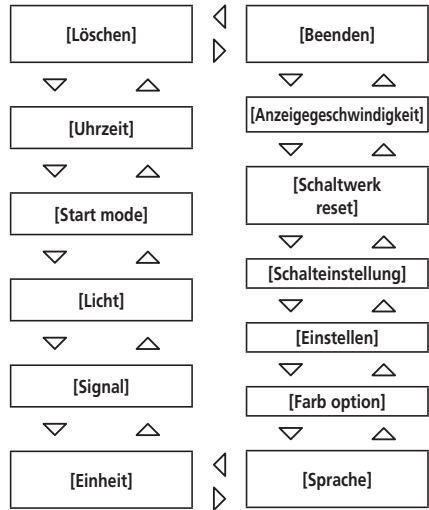 [Löschen]
[Uhrzeit]
[Start mode]
[Licht]
[Signal]
[Einheit]
[Beenden]
[Anzeigegeschwindigkeit]
[Schaltwerk
reset]
[Schalteinstellung]
[Einstellen]
[Farb option]
[Sprache]